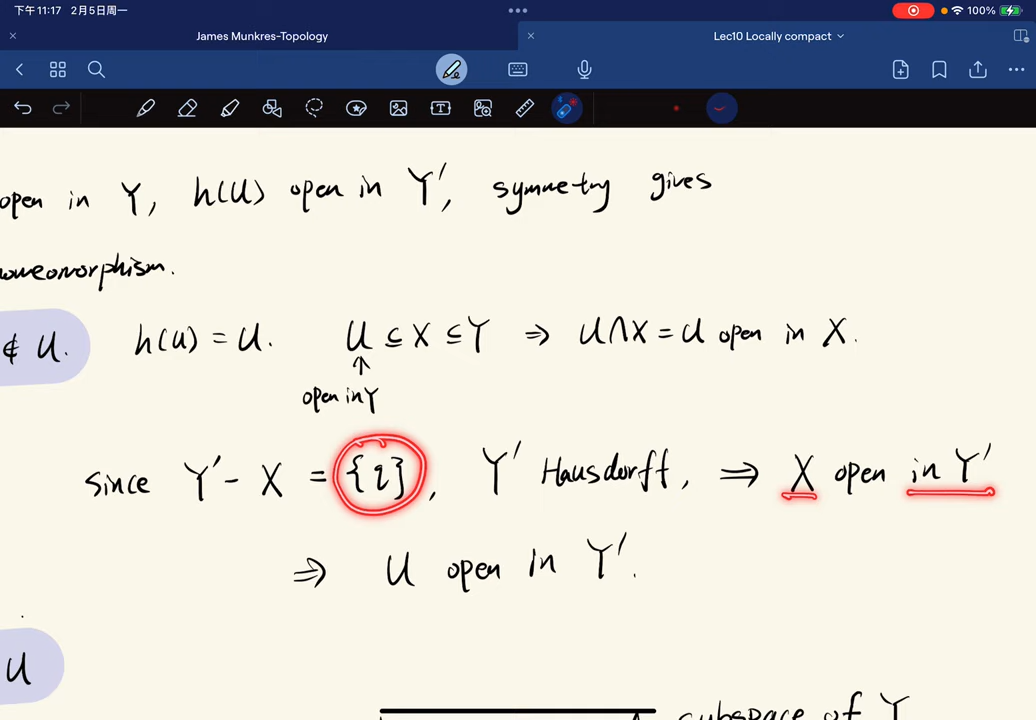 下午11:17 2月5日周一
100%
James Munkres-Topology
Lec10 Locally compact
open in Y, h(U) open in Y', symmetry gives
homeomorphism.
∉ U. h(U) = U. U ⊆ X ⊆ Y ⇒ U∩X = U open in X.
↑
open in Y
since Y' - X = {q}, Y' Hausdorff, ⇒ X open in Y'
⇒ U open in Y'.
U
subspace of Y